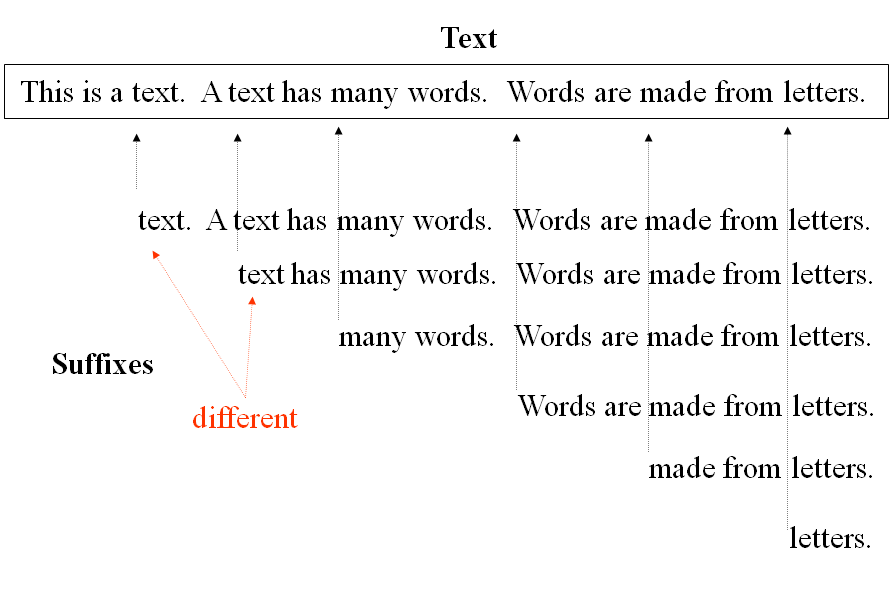 Text
This is a text.  A text has many words.  Words are made from letters.
text.  A text has many words.  Words are made from letters.
text has many words.  Words are made from letters.
many words.  Words are made from letters.
Suffixes
Words are made from letters.
different
made from letters.
letters.